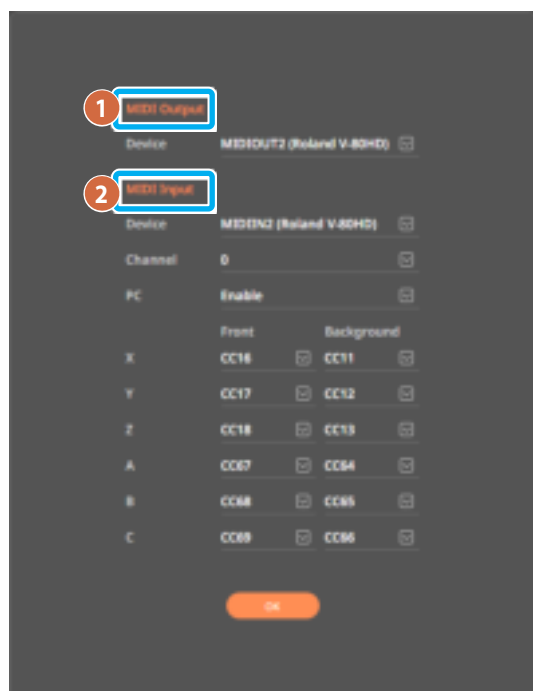 1 MIDI Output
Device MIDIOUT2 (Roland V-80HD)
2 MIDI Input
Device MIDIIN2 (Roland V-80HD)
Channel 0
PC Enable
Front Background
X CC16 CC11
Y CC17 CC12
Z CC18 CC13
A CC67 CC64
B CC68 CC65
C CC69 CC66
OK